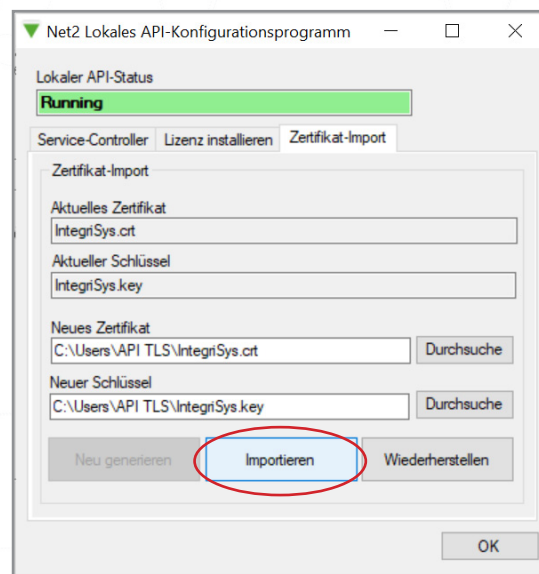 Net2 Lokales API-Konfigurationsprogramm
Lokaler API-Status
Running
Service-Controller Lizenz installieren Zertifikat-Import
Zertifikat-Import
Aktuelles Zertifikat
IntegriSys.crt
Aktueller Schlüssel
IntegriSys.key
Neues Zertifikat
C:\Users\API TLS\IntegriSys.crt Durchsuche
Neuer Schlüssel
C:\Users\API TLS\IntegriSys.key Durchsuche
Neu generieren Importieren Wiederherstellen
OK